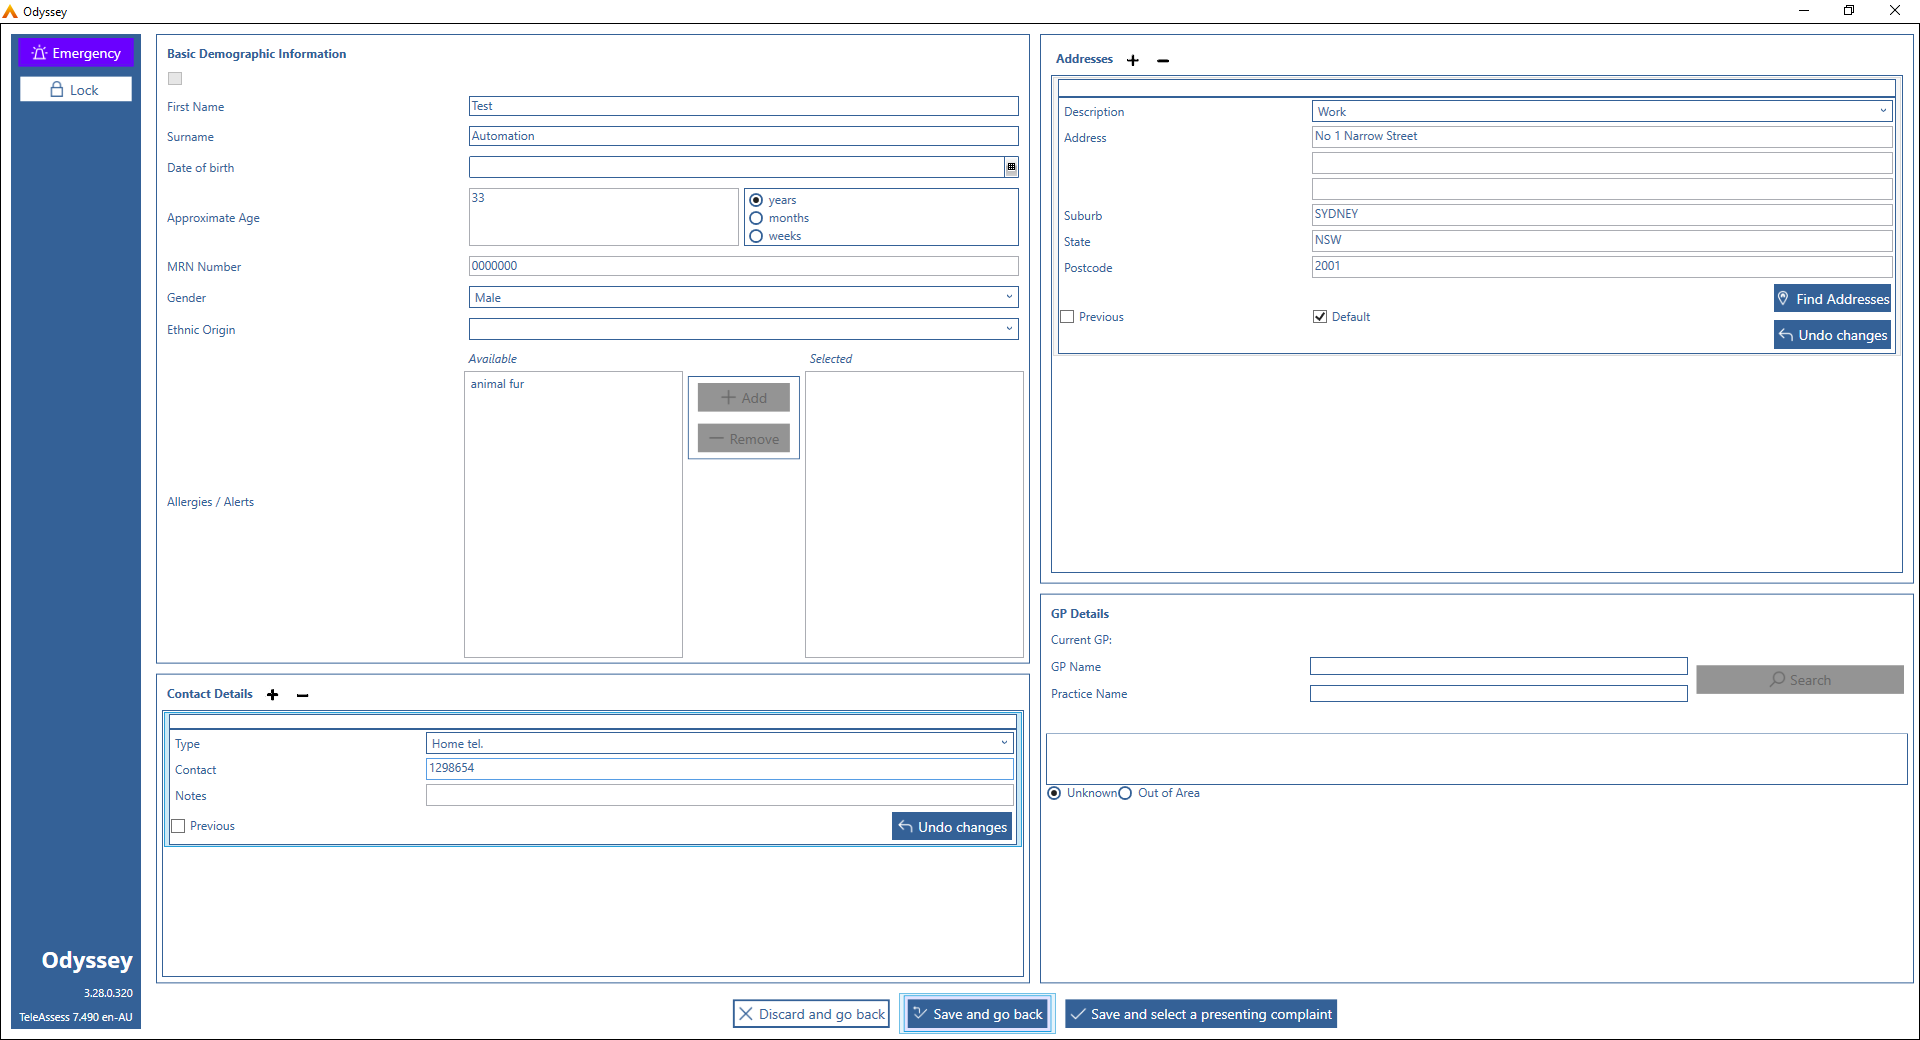 Odyssey
Emergency
Lock
Basic Demographic Information
First Name
Test
Surname
Automation
Date of birth
Approximate Age
33
years
months
weeks
MRN Number
0000000
Gender
Male
Ethnic Origin
Available
Selected
animal fur
Add
Remove
Allergies / Alerts
Contact Details
Type
Home tel.
Contact
1298654
Notes
Previous
Undo changes
Addresses
Description
Work
Address
No 1 Narrow Street
Suburb
SYDNEY
State
NSW
Postcode
2001
Find Addresses
Previous
Default
Undo changes
GP Details
Current GP:
GP Name
Practice Name
Search
Unknown
Out of Area
Odyssey
3.28.0.320
TeleAssess 7.490 en-AU
Discard and go back
Save and go back
Save and select a presenting complaint